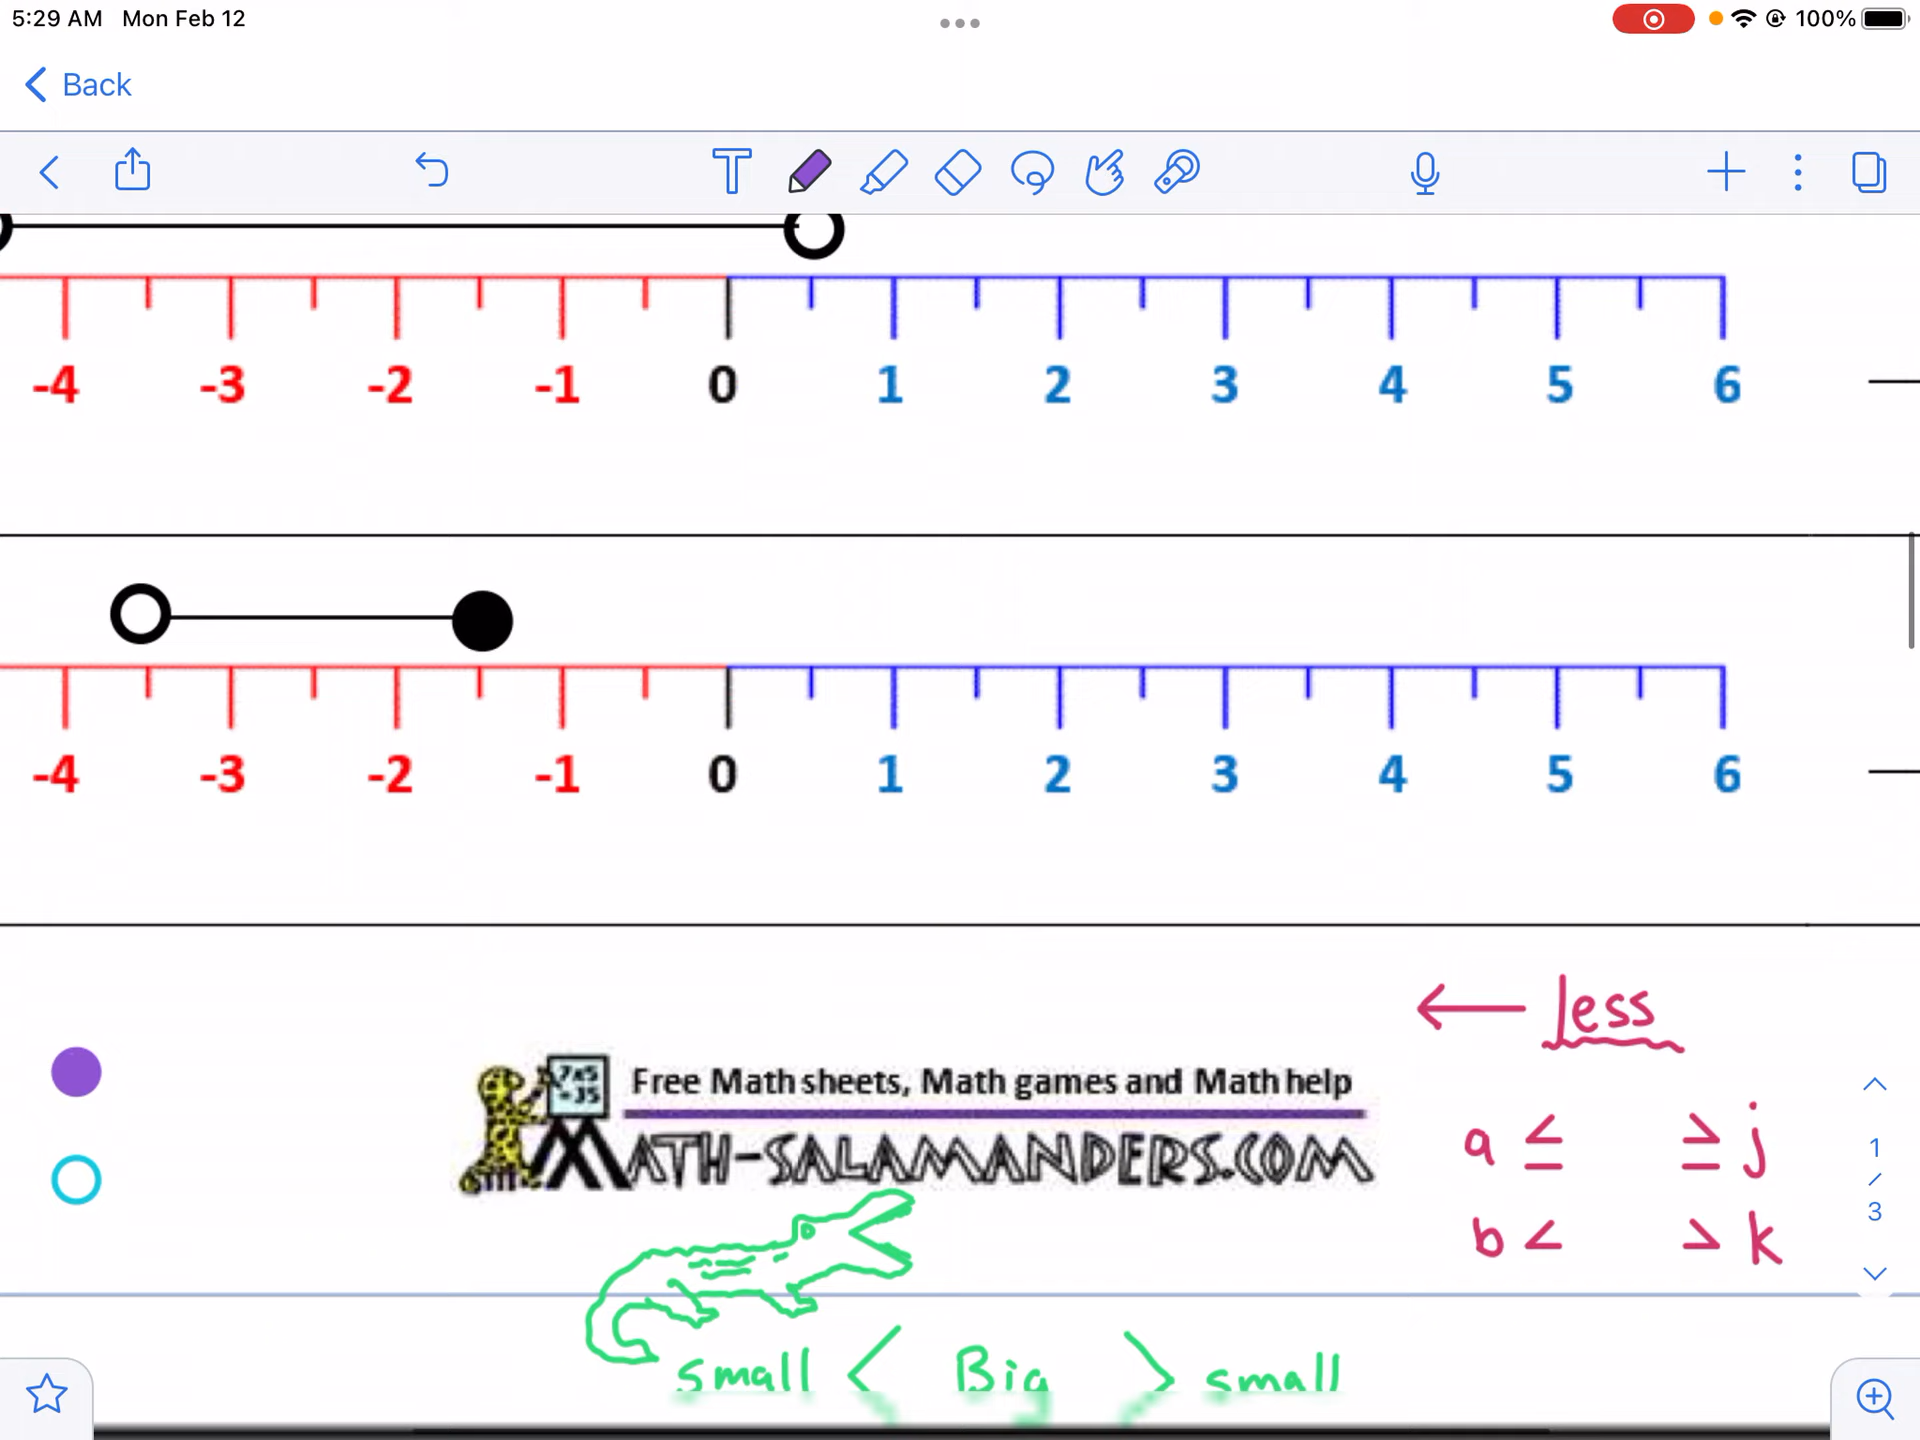 5:29 AM Mon Feb 12
100%
Back
-4 -3 -2 -1 0 1 2 3 4 5 6
-4 -3 -2 -1 0 1 2 3 4 5 6
← less
7x5
=35
Free Math sheets, Math games and Math help
MATH-SALAMANDERS.COM
a ≤ ≥ j
b < > k
1
/
3
small < Big > small